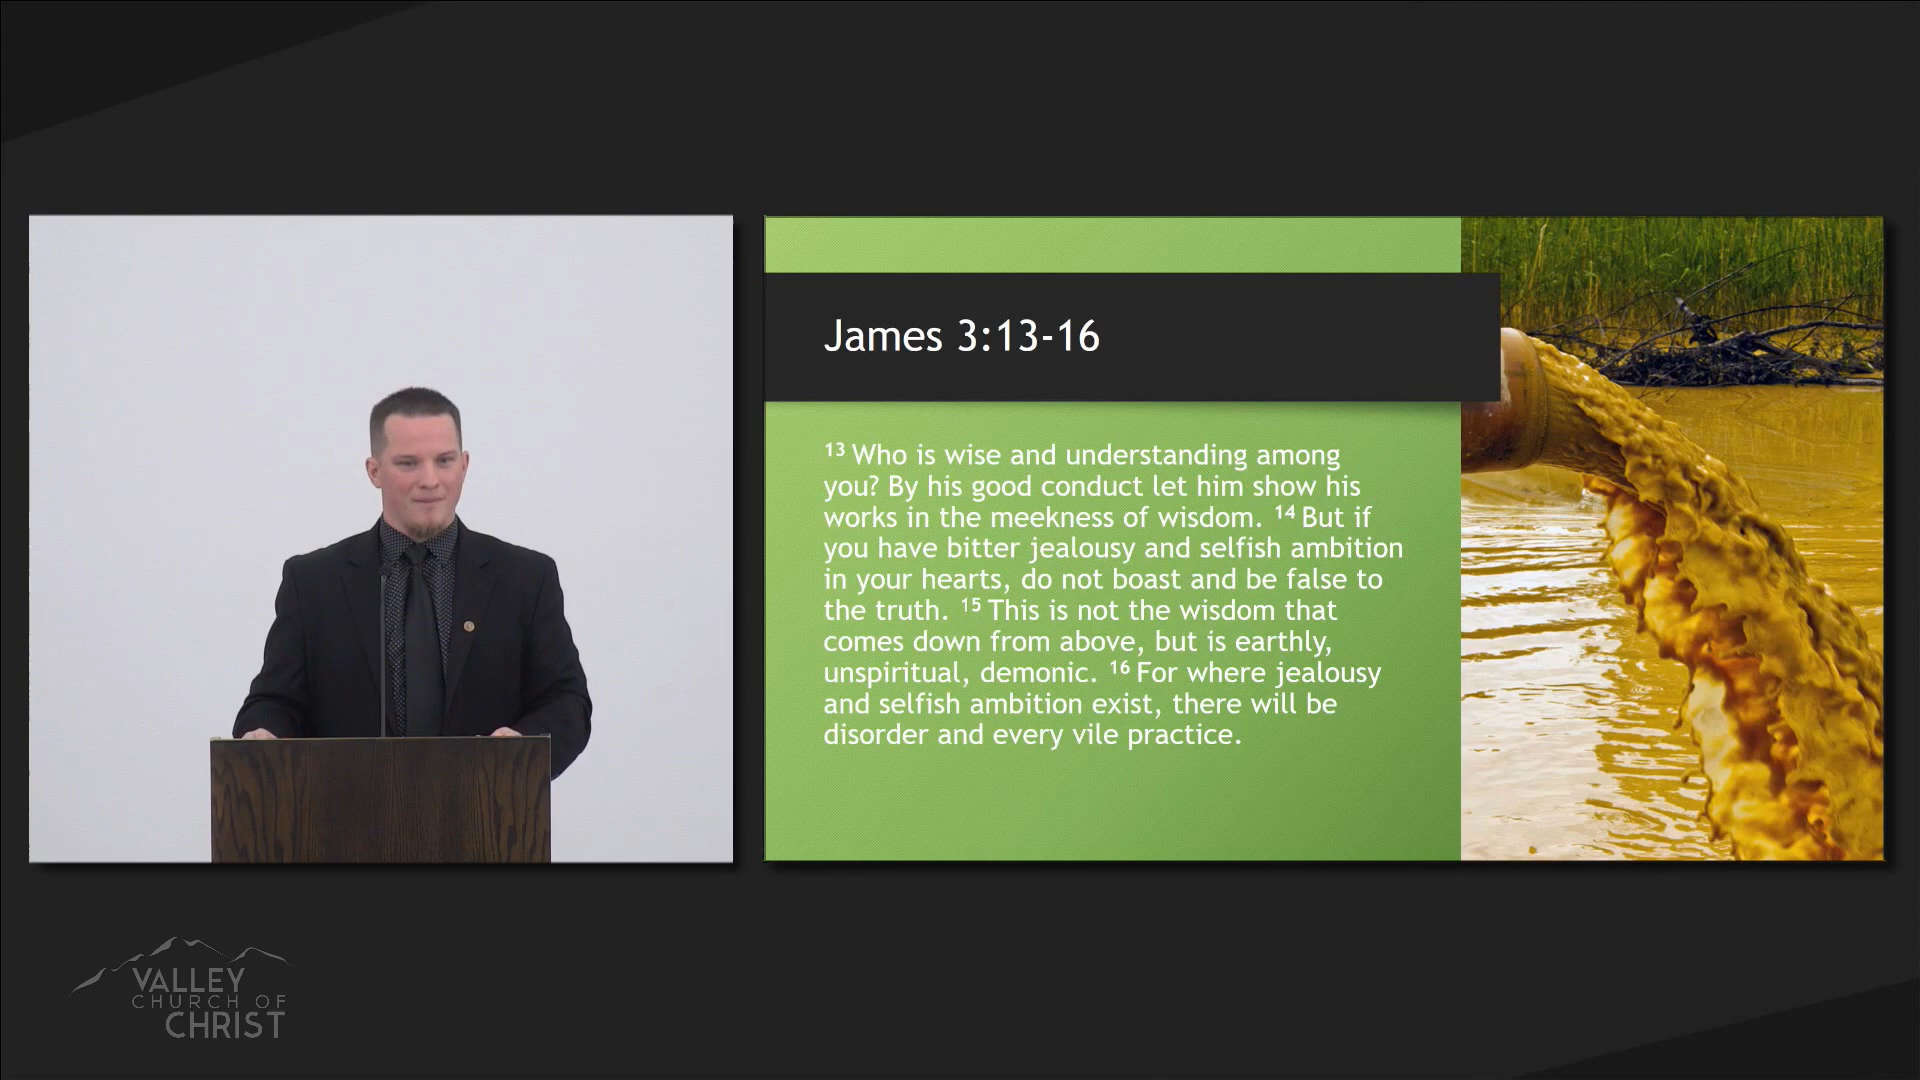 James 3:13-16
13 Who is wise and understanding among
you? By his good conduct let him show his
works in the meekness of wisdom. 14 But if
you have bitter jealousy and selfish ambition
in your hearts, do not boast and be false to
the truth. 15 This is not the wisdom that
comes down from above, but is earthly,
unspiritual, demonic. 16 For where jealousy
and selfish ambition exist, there will be
disorder and every vile practice.
VALLEY
CHURCH OF
CHRIST